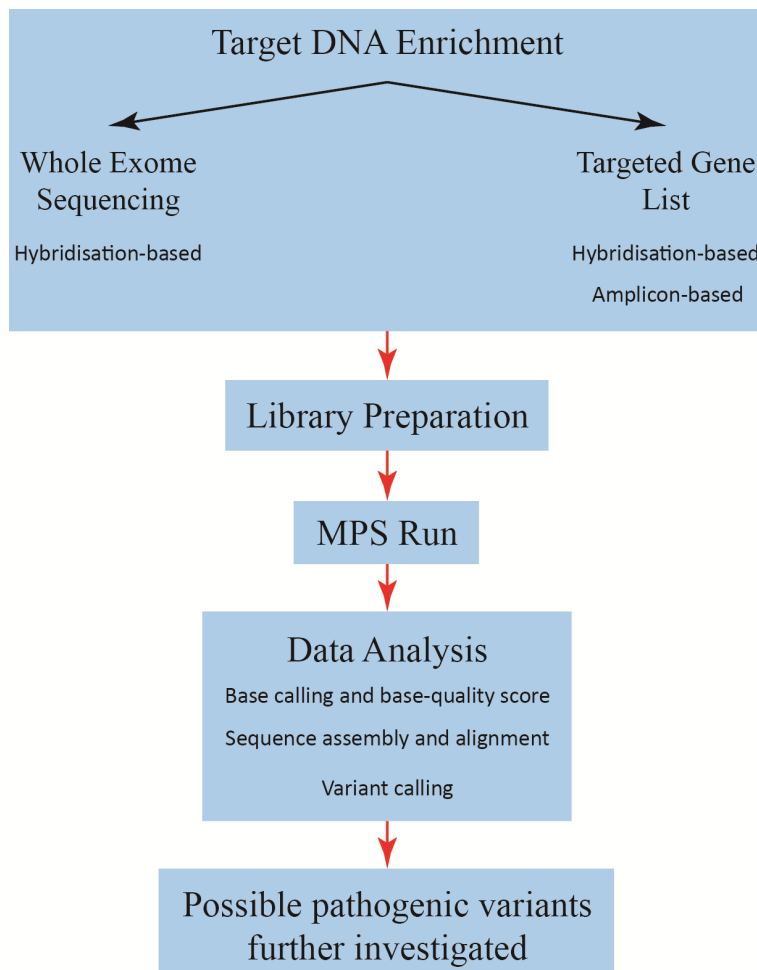 Target DNA Enrichment
Whole Exome
Sequencing
Hybridisation-based
Targeted Gene
List
Hybridisation-based
Amplicon-based
Library Preparation
MPS Run
Data Analysis
Base calling and base-quality score
Sequence assembly and alignment
Variant calling
Possible pathogenic variants
further investigated